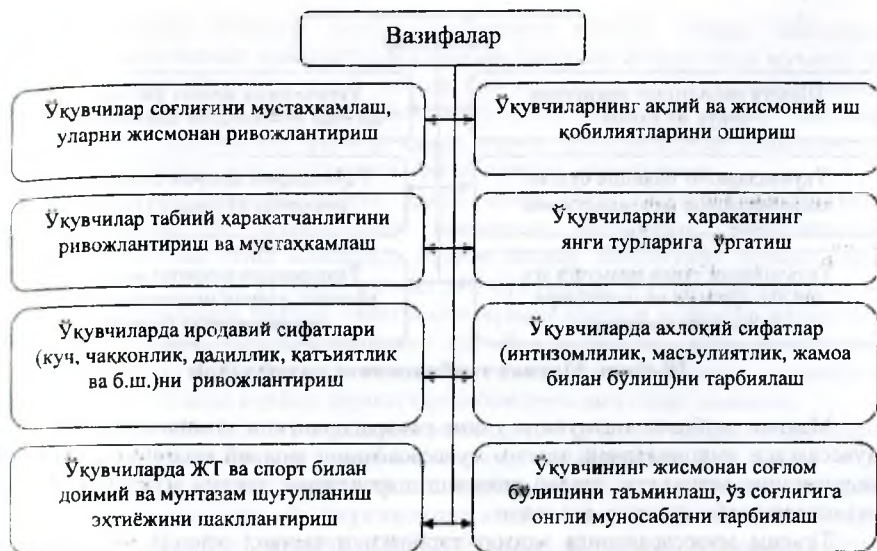 Вазифалар
Ўқувчилар соғлиғини мустаҳкамлаш,
уларни жисмонан ривожлантириш
Ўқувчиларнинг ақлий ва жисмоний иш
қобилиятларини ошириш
Ўқувчилар табиий ҳаракатчанлигини
ривожлантириш ва мустаҳкамлаш
Ўқувчиларни ҳаракатнинг
янги турларига ўргатиш
Ўқувчиларда иродавий сифатлари
(куч, чаққонлик, дадиллик, қатъиятлик
ва б.ш.)ни ривожлантириш
Ўқувчиларда ахлоқий сифатлар
(интизомлилик, масъулиятлик, жамоа
билан бўлиш)ни тарбиялаш
Ўқувчиларда ЖТ ва спорт билан
доимий ва мунтазам шуғулланиш
эҳтиёжини шакллантириш
Ўқувчининг жисмонан соғлом
бўлишини таъминлаш, ўз соғлигига
онгли муносабатни тарбиялаш